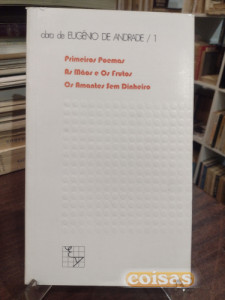 obra de EUGÉNIO DE ANDRADE / 1
Primeiros Poemas
As Mãos e Os Frutos
Os Amantes Sem Dinheiro
coisas